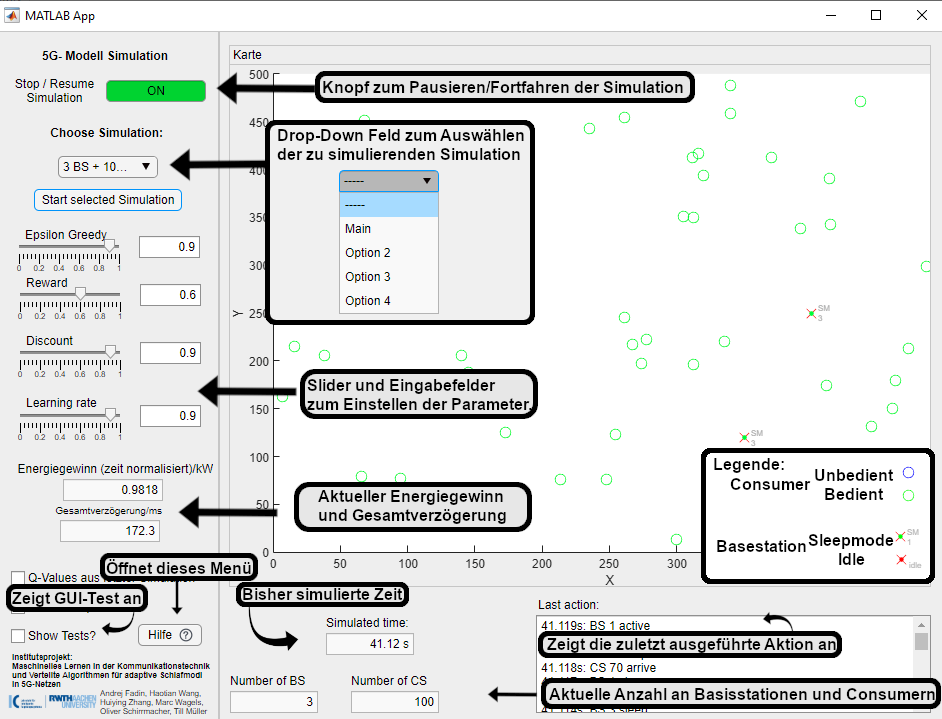 MATLAB App
5G- Modell Simulation
Stop / Resume
Simulation
ON
Knopf zum Pausieren/Fortfahren der Simulation
Choose Simulation:
3 BS + 10...
Start selected Simulation
Drop-Down Feld zum Auswählen
der zu simulierenden Simulation
-----
-----
Main
Option 2
Option 3
Option 4
Epsilon Greedy
0.9
0 0.2 0.4 0.6 0.8 1
Reward
0.6
0 0.2 0.4 0.6 0.8 1
Discount
0.9
0 0.2 0.4 0.6 0.8 1
Learning rate
0.9
0 0.2 0.4 0.6 0.8 1
Slider und Eingabefelder
zum Einstellen der Parameter.
Energiegewinn (zeit normalisiert)/kW
0.9818
Gesamtverzögerung/ms
172.3
Aktueller Energiegewinn
und Gesamtverzögerung
Karte
500
450
400
350
300
250
200
150
100
50
0
Y
0 50 100 150 200 250 300
X
SM
3
SM
3
Legende:
Consumer
Unbedient
Bedient
Basestation
Sleepmode
SM
1
Idle
idle
Q-Values aus
Öffnet dieses Menü
Zeigt GUI-Test an
Show Tests?
Hilfe
Bisher simulierte Zeit
Simulated time:
41.12 s
Number of BS
3
Number of CS
100
Last action:
41.119s: BS 1 active
Zeigt die zuletzt ausgeführte Aktion an
41.118s: CS 70 arrive
Aktuelle Anzahl an Basisstationen und Consumern
41.114s: BS 3 sleep
Institutsprojekt:
Maschinelles Lernen in der Kommunikationetechnik
und Verteilte Algorithmen für adaptive Schlafmodi
in 5G-Netzen
RWTH AACHEN
UNIVERSITY
Andrej Fadin, Haotian Wang,
Huiying Zhang, Marc Wagels,
Oliver Schirrmacher, Till Müller